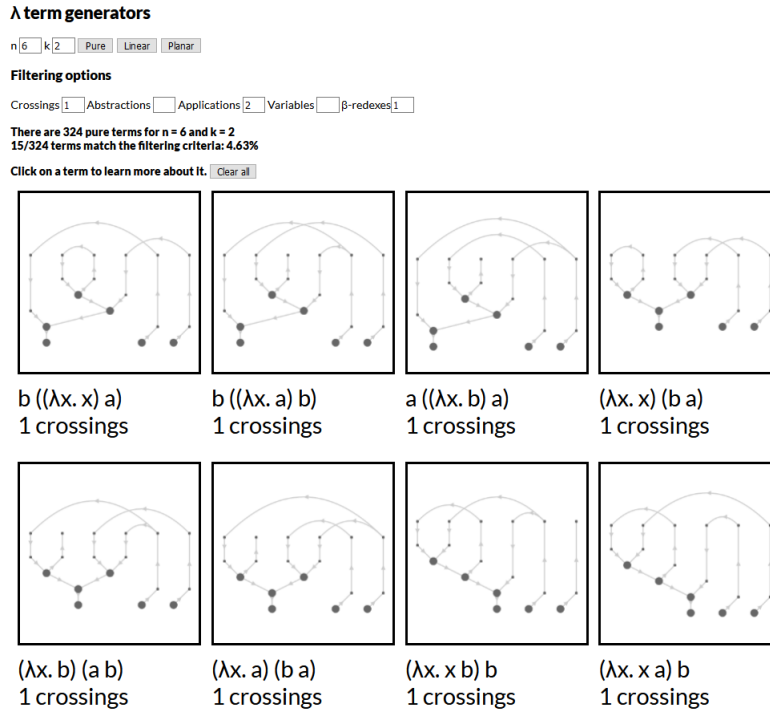 λ term generators
n 6 k 2 Pure Linear Planar
Filtering options
Crossings 1 Abstractions Applications 2 Variables β-redexes 1
There are 324 pure terms for n = 6 and k = 2
15/324 terms match the filtering criteria: 4.63%
Click on a term to learn more about it. Clear all
b ((λx. x) a) b ((λx. a) b) a ((λx. b) a) (λx. x) (b a)
1 crossings 1 crossings 1 crossings 1 crossings
(λx. b) (a b) (λx. a) (b a) (λx. x b) b (λx. x a) b
1 crossings 1 crossings 1 crossings 1 crossings